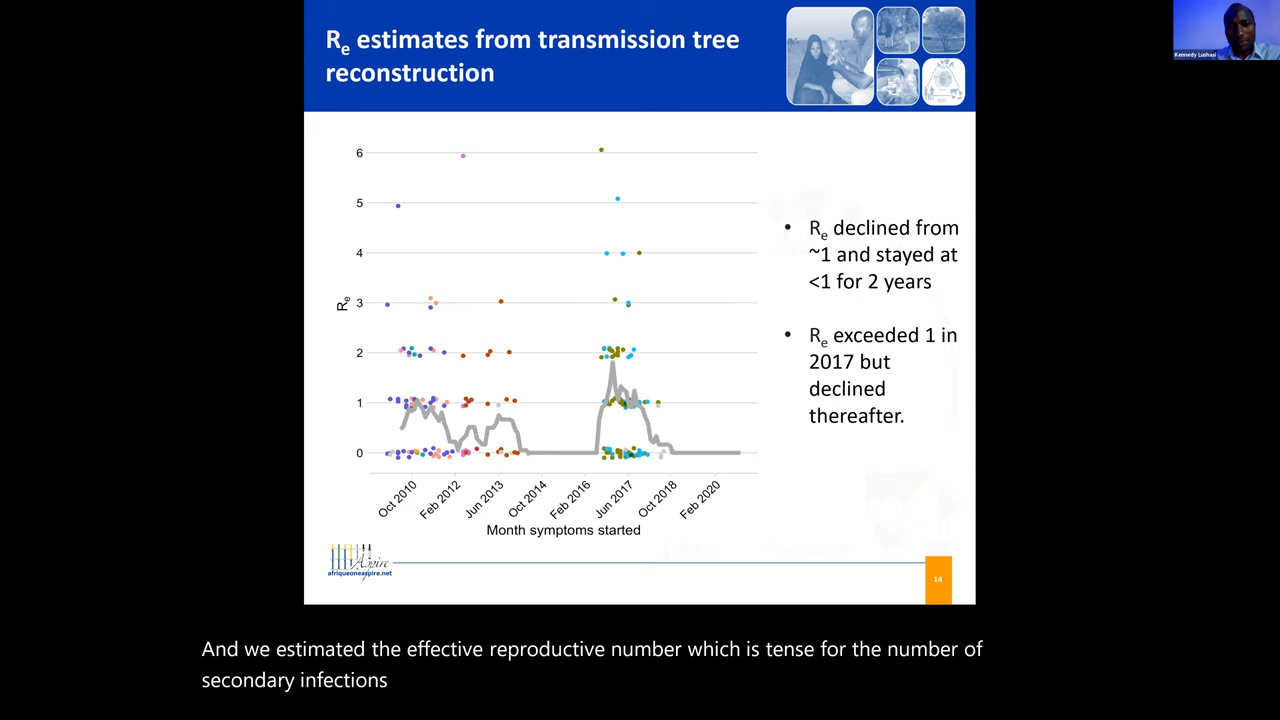 Re estimates from transmission tree
reconstruction
Kennedy Lushasi
6
5
4
3
2
1
0
Re
Oct 2010
Feb 2012
Jun 2013
Oct 2014
Feb 2016
Jun 2017
Oct 2018
Feb 2020
Month symptoms started
• Re declined from
~1 and stayed at
<1 for 2 years
• Re exceeded 1 in
2017 but
declined
thereafter.
Aspire
afriqueoneaspire.net
14
And we estimated the effective reproductive number which is tense for the number of
secondary infections